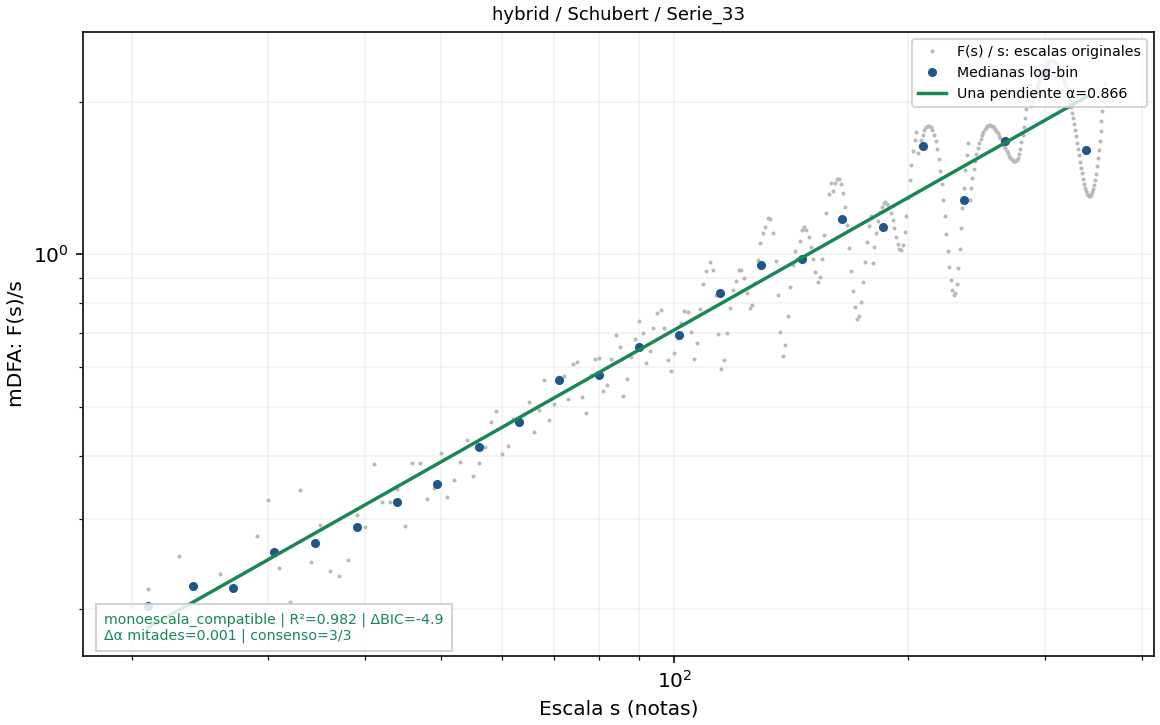 hybrid / Schubert / Serie_33
F(s) / s: escalas originales
Medianas log-bin
Una pendiente α=0.866
10⁰
mDFA: F(s)/s
monoescala_compatible | R²=0.982 | ΔBIC=-4.9
Δα mitades=0.001 | consenso=3/3
10²
Escala s (notas)